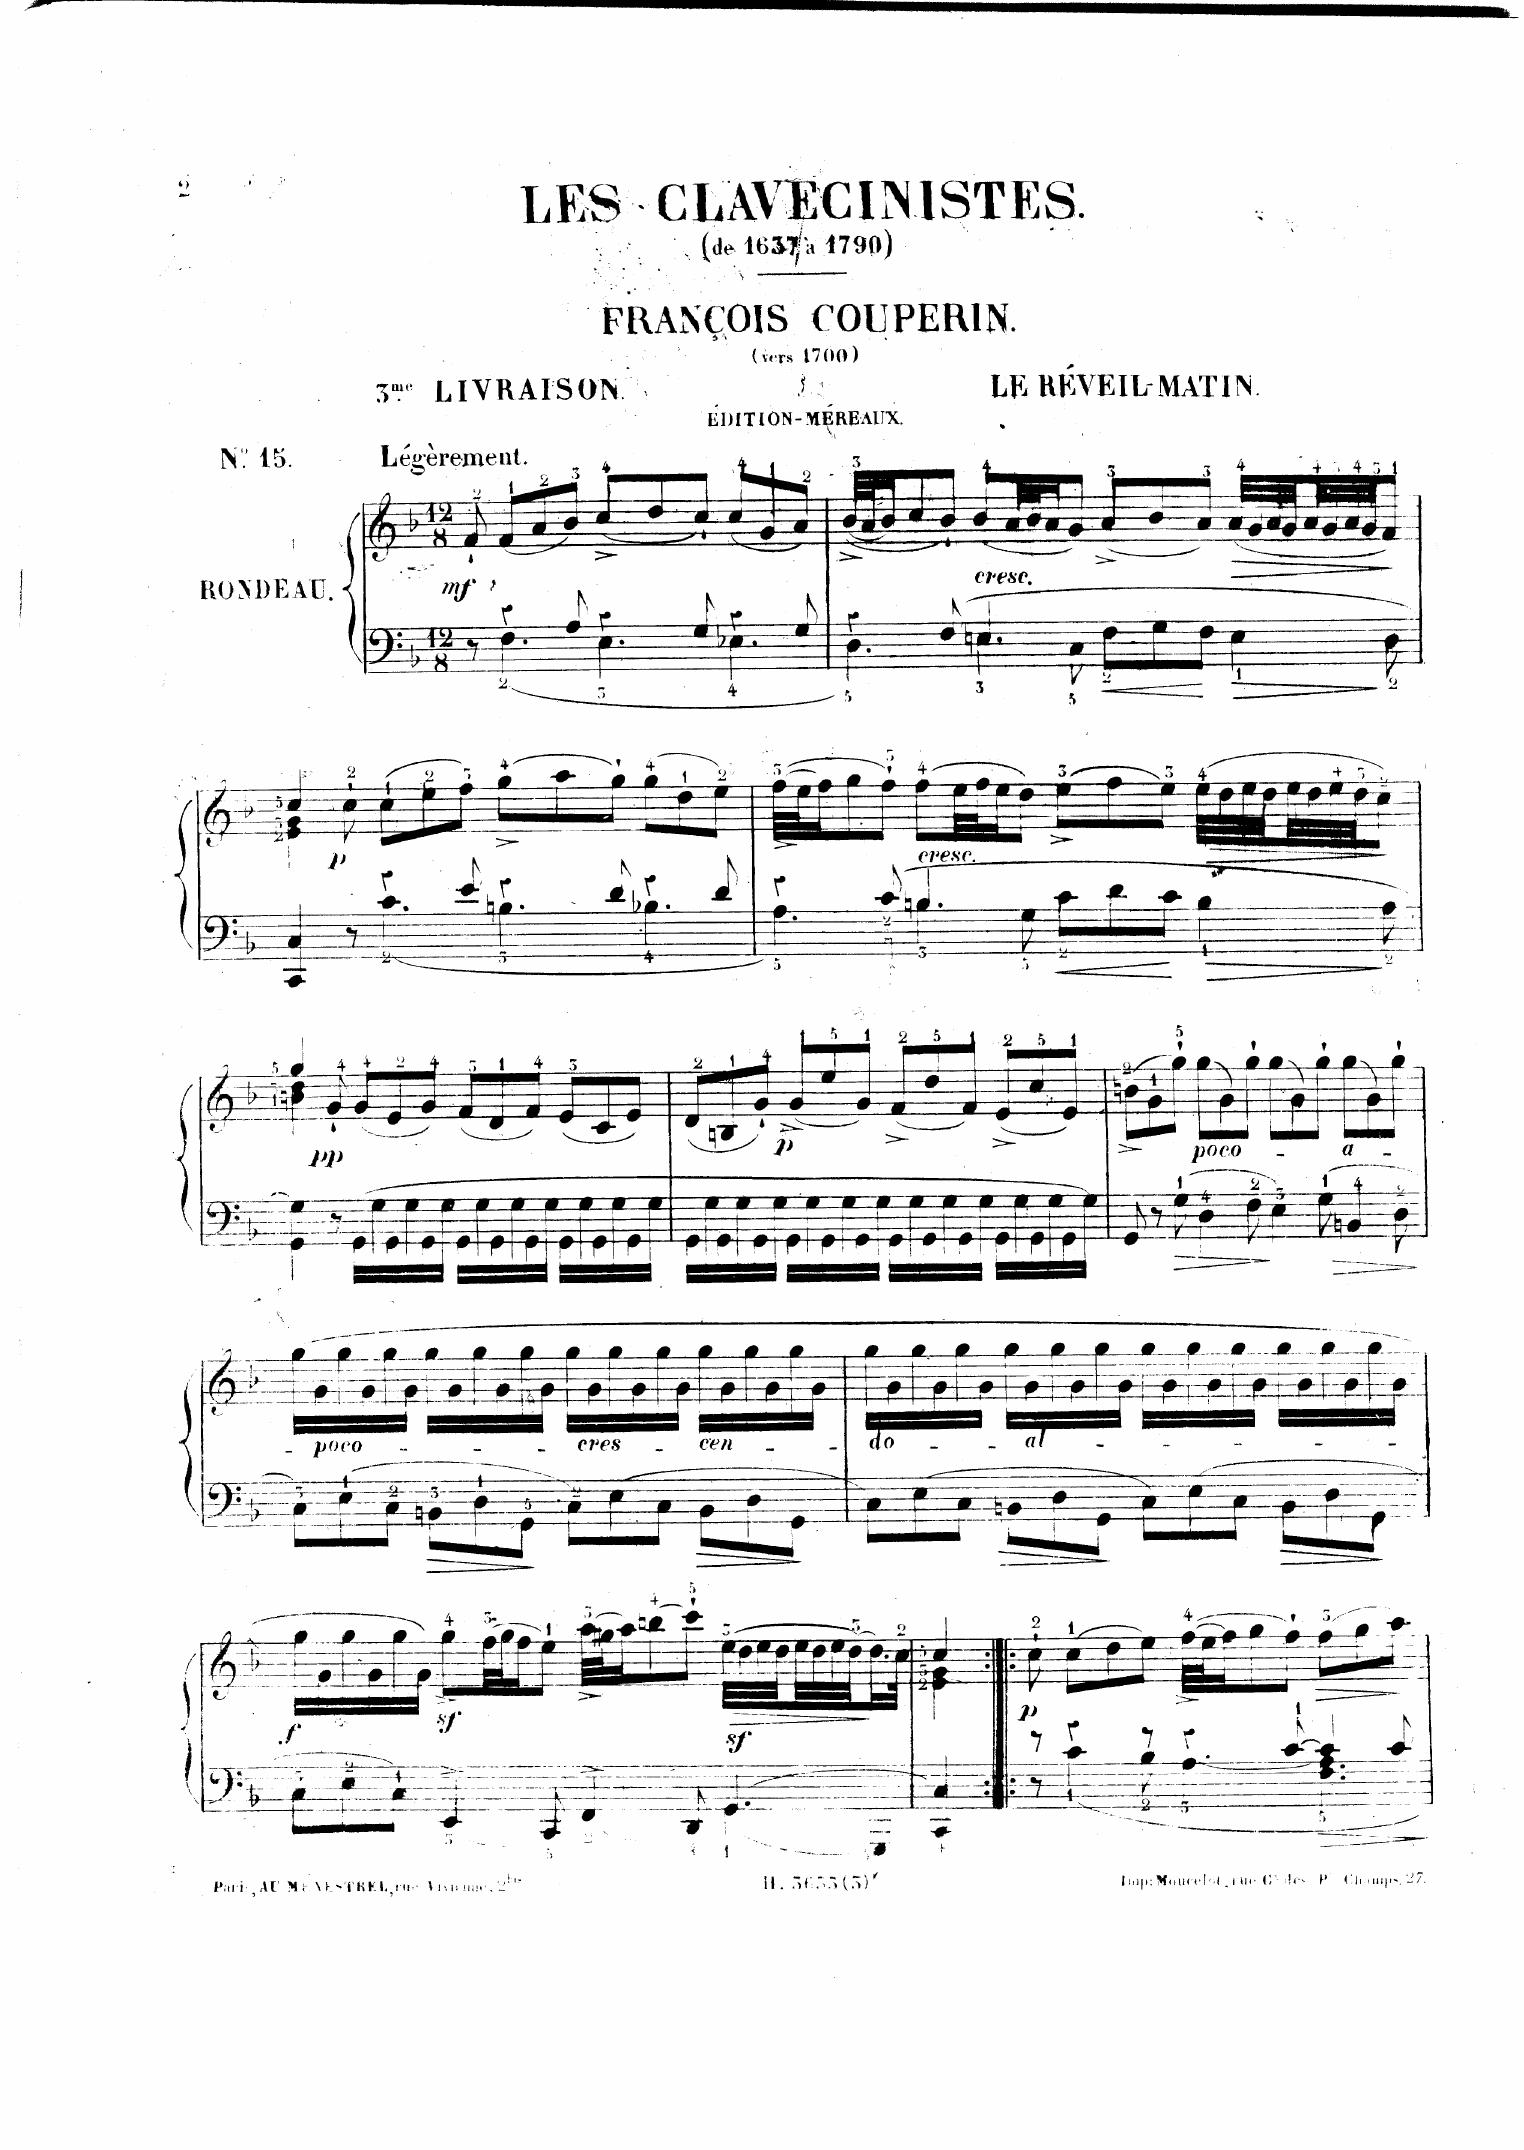 2
LES CLAVECINISTES.
(de 1637 à 1790)
FRANÇOIS COUPERIN.
(vers 1700)
3me LIVRAISON. LE RÉVEIL-MATIN.
ÉDITION-MÉREAUX.
No. 15. Légèrement.
RONDEAU.
mf
cresc.
p
cresc.
pp p poco - a -
- poco - - - cres - cen - - do - - al - - - - - -
f sf sf p
Paris, AU MÉNESTREL, rue Vivienne, 2bis H. 3655 (3) Imp: Moucelot, rue Cx des Pts Champs, 27.